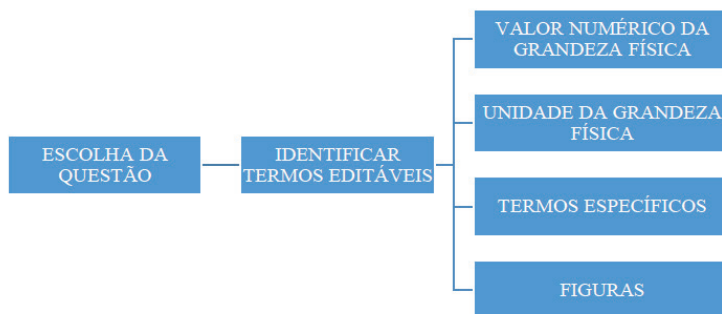 VALOR NUMÉRICO DA
GRANDEZA FÍSICA
UNIDADE DA GRANDEZA
FÍSICA
ESCOLHA DA
QUESTÃO
IDENTIFICAR
TERMOS EDITÁVEIS
TERMOS ESPECÍFICOS
FIGURAS